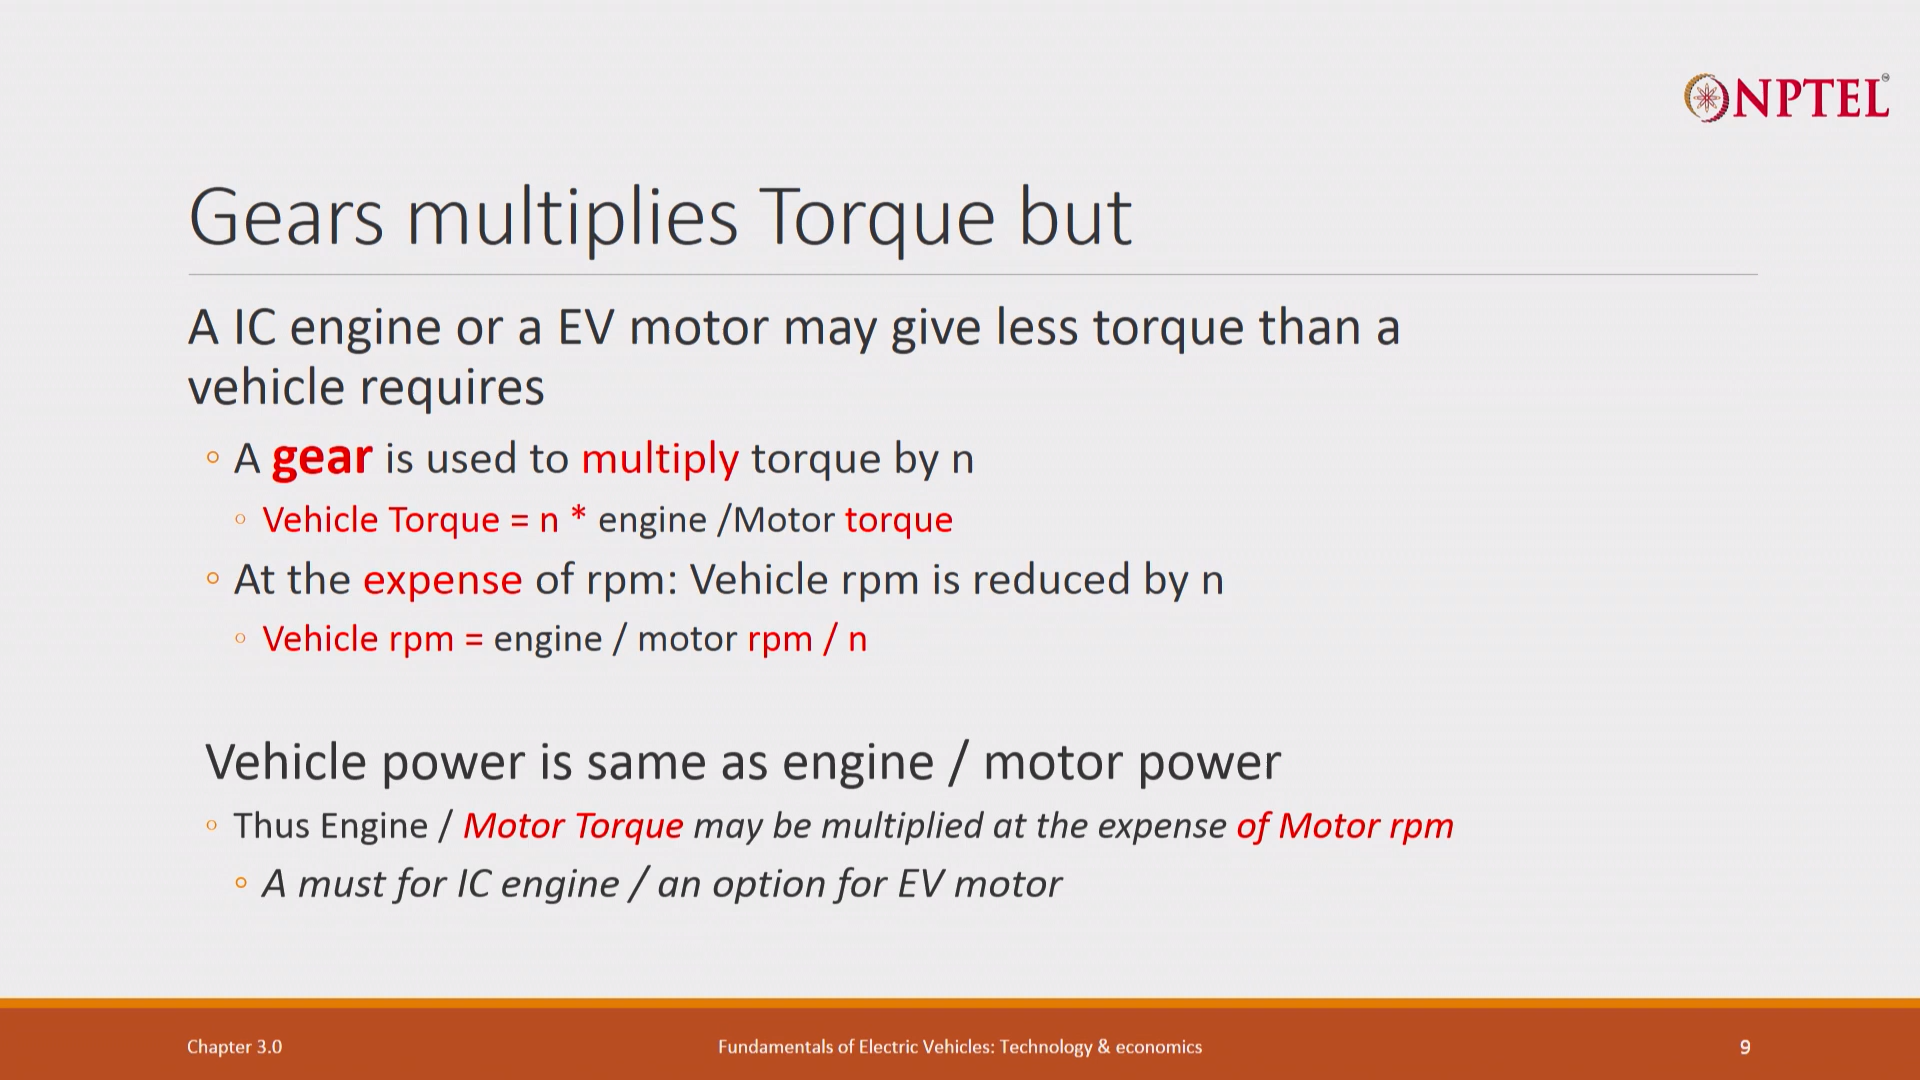 NPTEL
Gears multiplies Torque but
A IC engine or a EV motor may give less torque than a
vehicle requires
◦ A gear is used to multiply torque by n
◦ Vehicle Torque = n * engine /Motor torque
◦ At the expense of rpm: Vehicle rpm is reduced by n
◦ Vehicle rpm = engine / motor rpm / n
Vehicle power is same as engine / motor power
◦ Thus Engine / Motor Torque may be multiplied at the expense of Motor rpm
◦ A must for IC engine / an option for EV motor
Chapter 3.0
Fundamentals of Electric Vehicles: Technology & economics
9